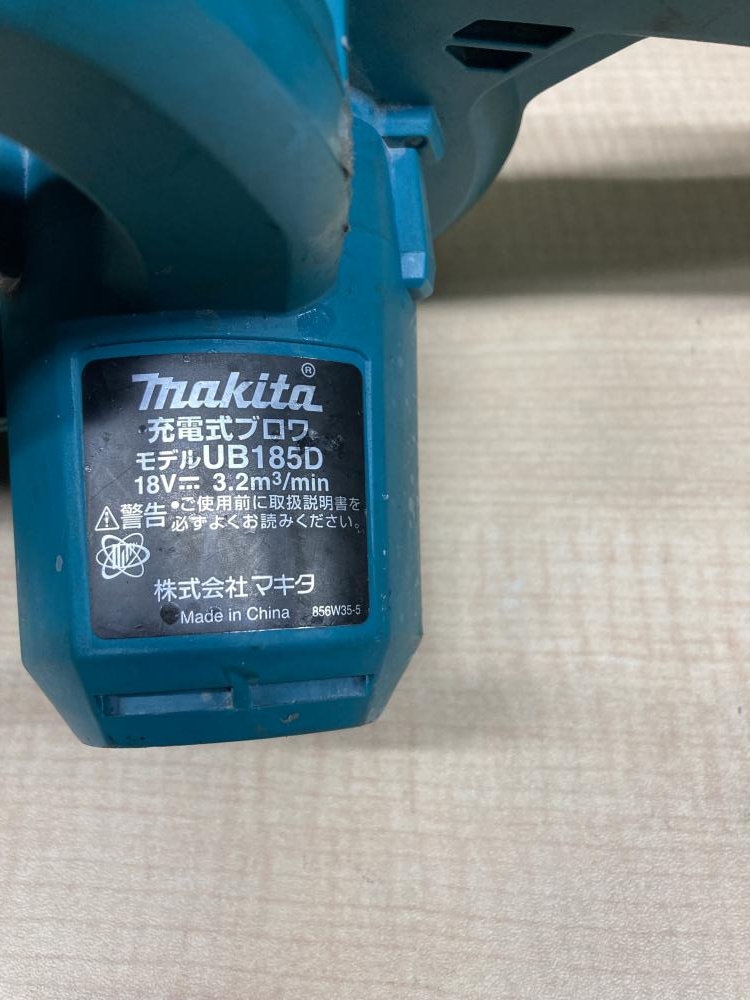 makita®
充電式ブロワ
モデルUB185D
18V⎓ 3.2m³/min
⚠警告 •ご使用前に取扱説明書を
必ずよくお読みください。
株式会社マキタ
Made in China 856W35-5